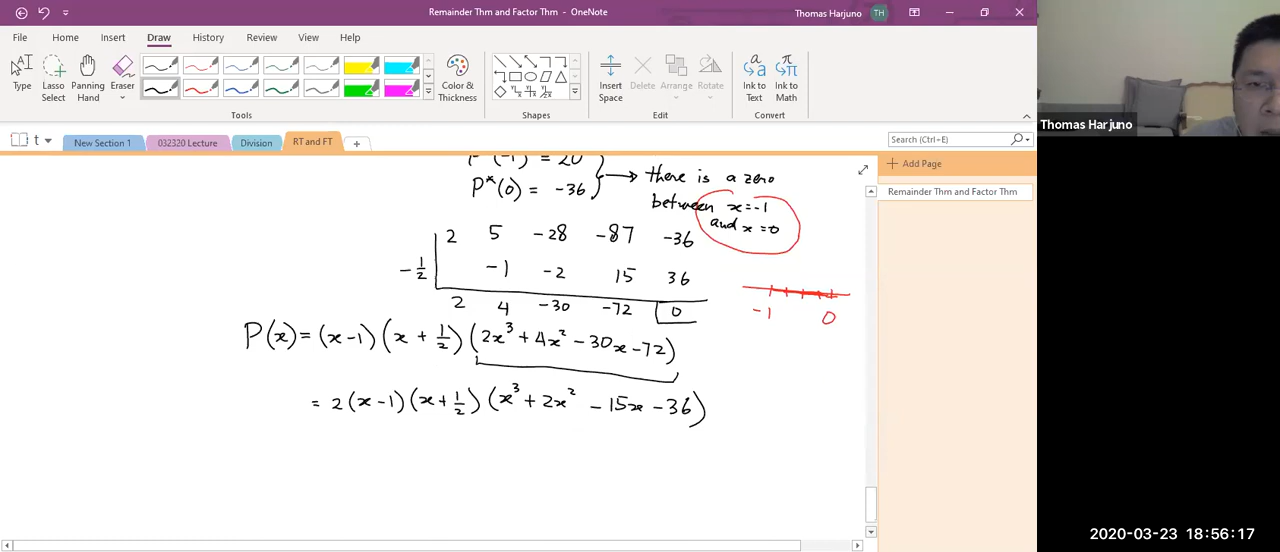 Remainder Thm and Factor Thm - OneNote
Thomas Harjuno TH
File Home Insert Draw History Review View Help
Type Lasso Select Panning Hand Eraser
Color & Thickness
Insert Space Delete Arrange Rotate
Ink to Text Ink to Math
Tools Shapes Edit Convert
t New Section 1 032320 Lecture Division RT and FT
Search (Ctrl+E)
Add Page
Remainder Thm and Factor Thm
Thomas Harjuno
(-1) = 20
P*(0) = -36
there is a zero
between x=-1
and x=0
2 5 -28 -87 -36
-1/2 -1 -2 15 36
2 4 -30 -72 0
-1 0
P(x) = (x-1)(x+1/2)(2x³+4x²-30x-72)
= 2(x-1)(x+1/2)(x³+2x²-15x-36)
2020-03-23 18:56:17